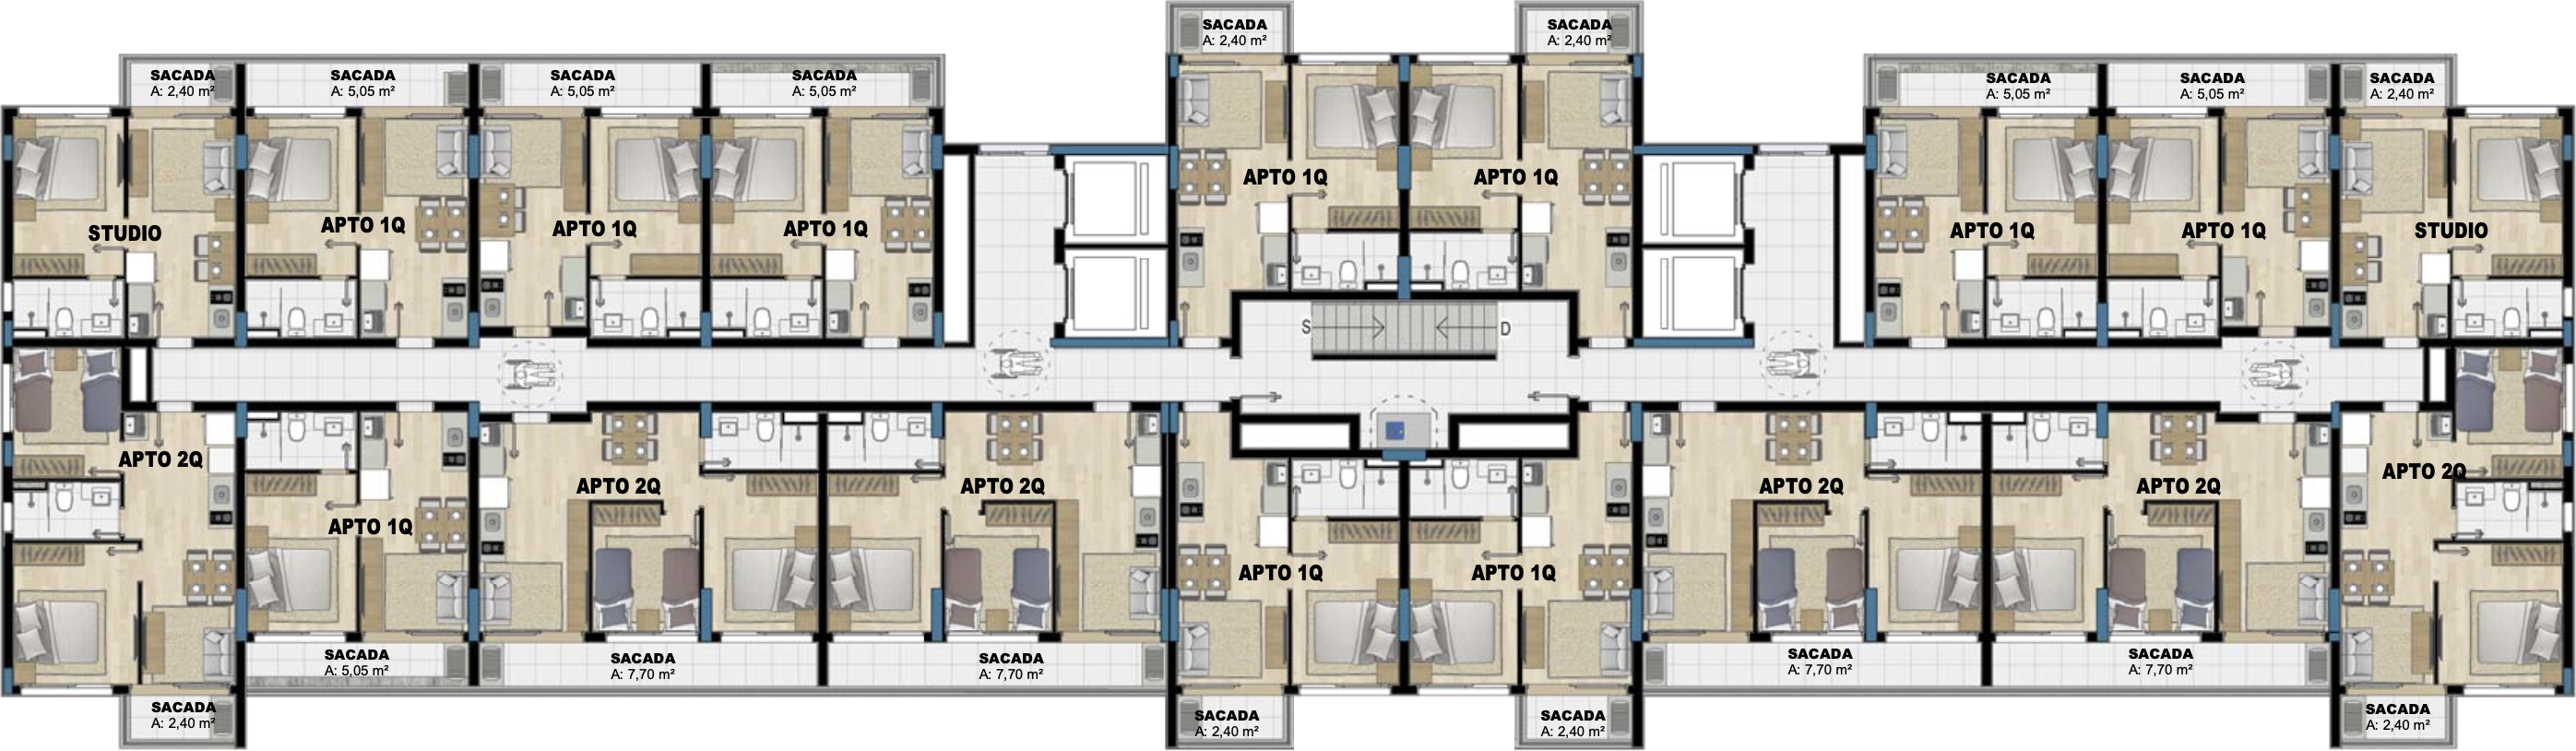 SACADA
A: 2,40 m²
SACADA
A: 2,40 m²
SACADA
A: 2,40 m²
SACADA
A: 5,05 m²
SACADA
A: 5,05 m²
SACADA
A: 5,05 m²
SACADA
A: 5,05 m²
SACADA
A: 5,05 m²
SACADA
A: 2,40 m²
APTO 1Q
APTO 1Q
STUDIO
APTO 1Q
APTO 1Q
APTO 1Q
APTO 1Q
APTO 1Q
STUDIO
S
D
APTO 2Q
APTO 1Q
APTO 2Q
APTO 2Q
APTO 1Q
APTO 1Q
APTO 2Q
APTO 2Q
APTO 2Q
SACADA
A: 5,05 m²
SACADA
A: 7,70 m²
SACADA
A: 7,70 m²
SACADA
A: 7,70 m²
SACADA
A: 7,70 m²
SACADA
A: 2,40 m²
SACADA
A: 2,40 m²
SACADA
A: 2,40 m²
SACADA
A: 2,40 m²